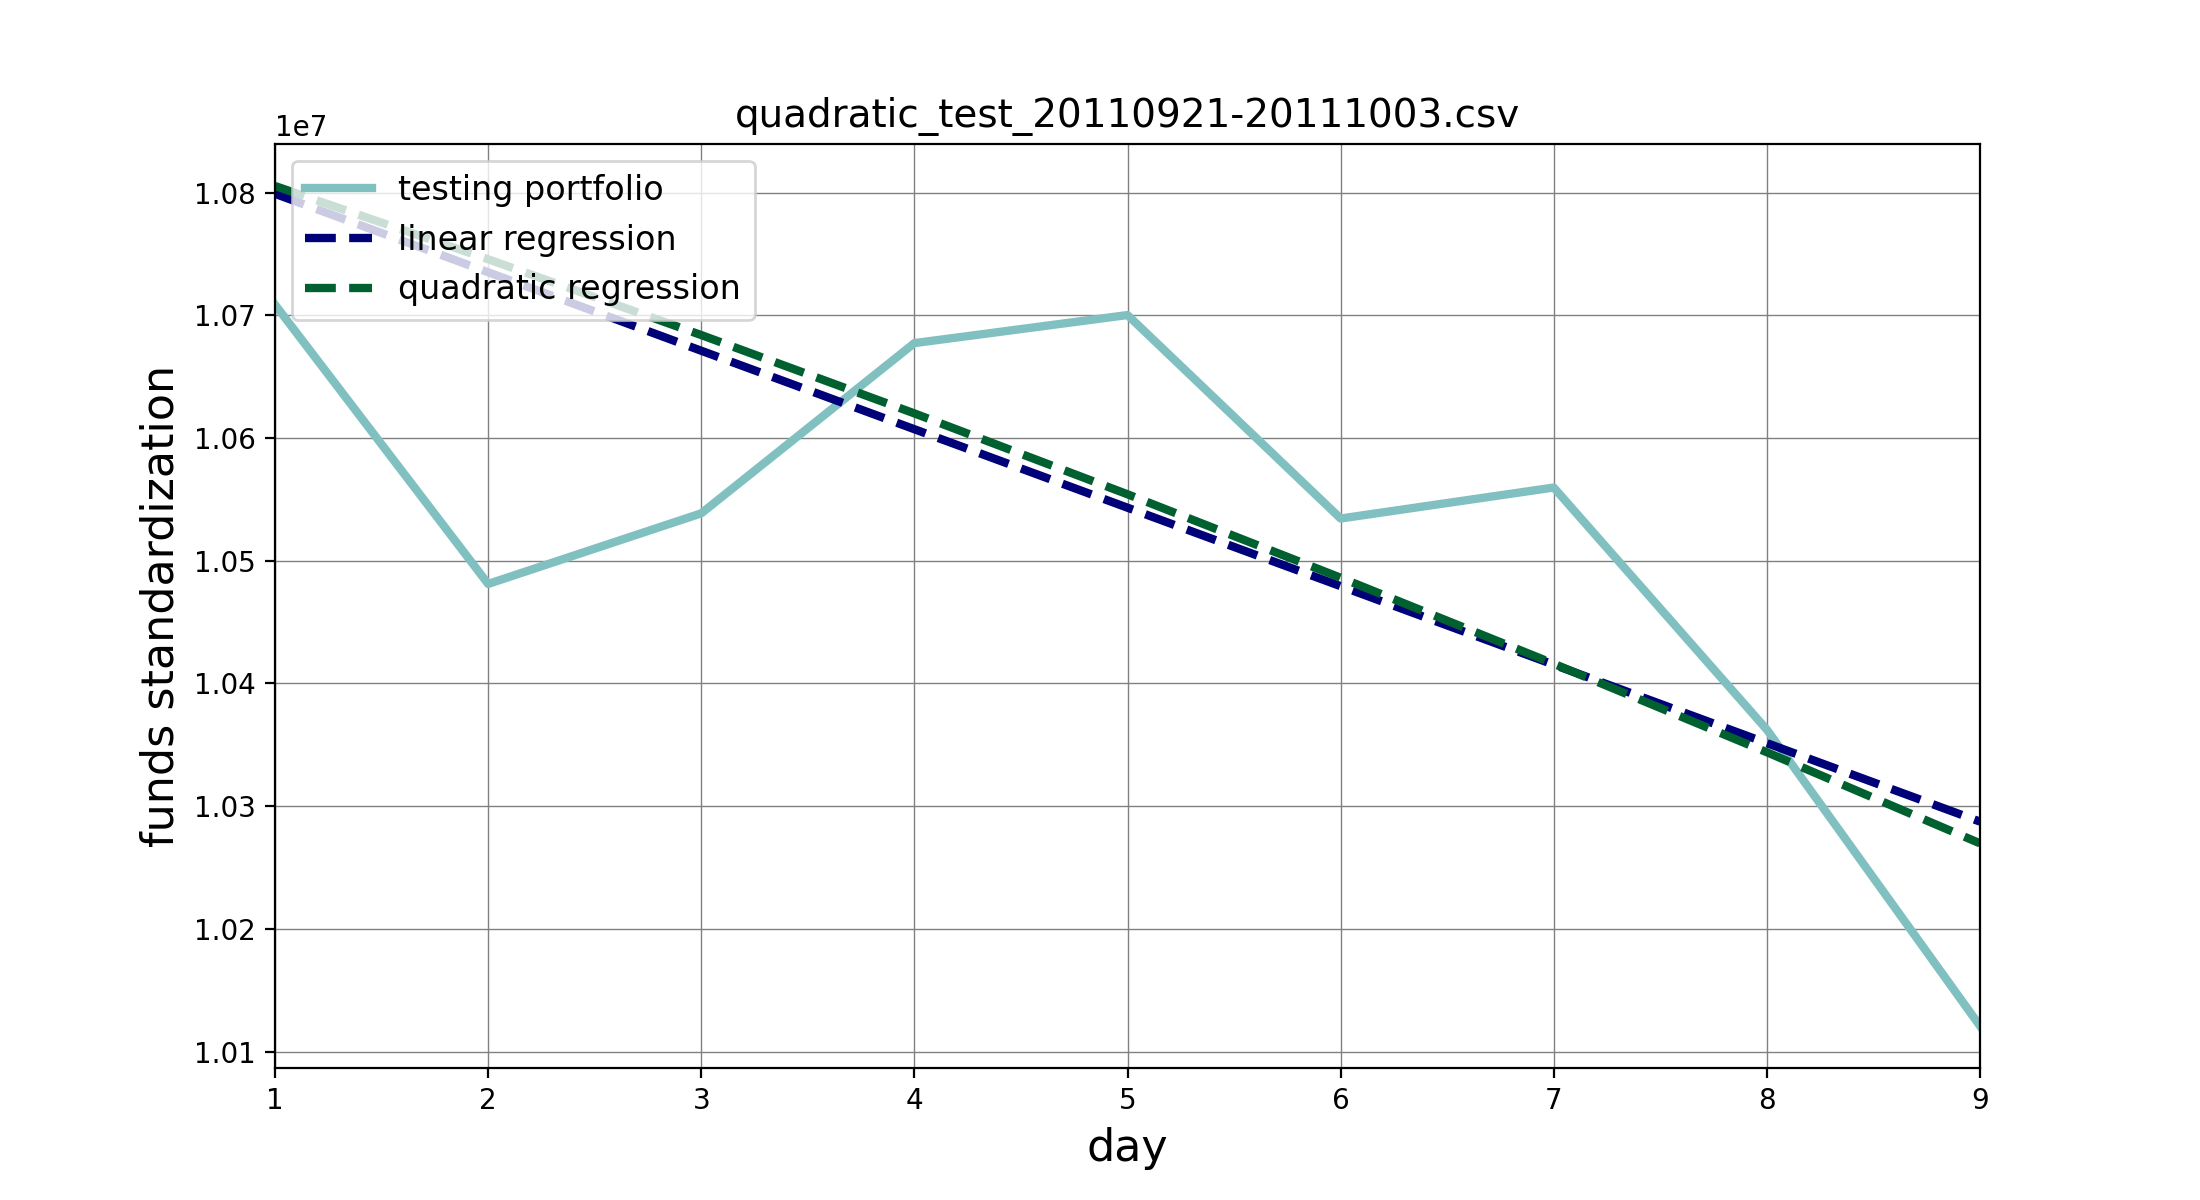 quadratic_test_20110921-20111003.csv
1e7
testing portfolio
linear regression
quadratic regression
1.08
1.07
1.06
1.05
1.04
1.03
1.02
1.01
funds standardization
1 2 3 4 5 6 7 8 9
day